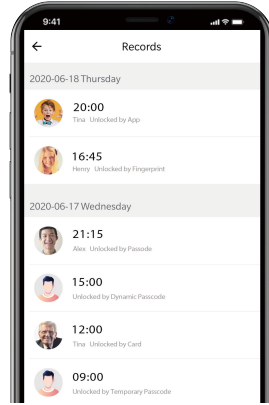 9:41
Records
2020-06-18 Thursday
20:00
Tina Unlocked by App
16:45
Henry Unlocked by Fingerprint
2020-06-17 Wednesday
21:15
Alex Unlocked by Passode
15:00
Unlocked by Dynamic Passcode
12:00
Tina Unlocked by Card
09:00
Unlocked by Temporary Passcode